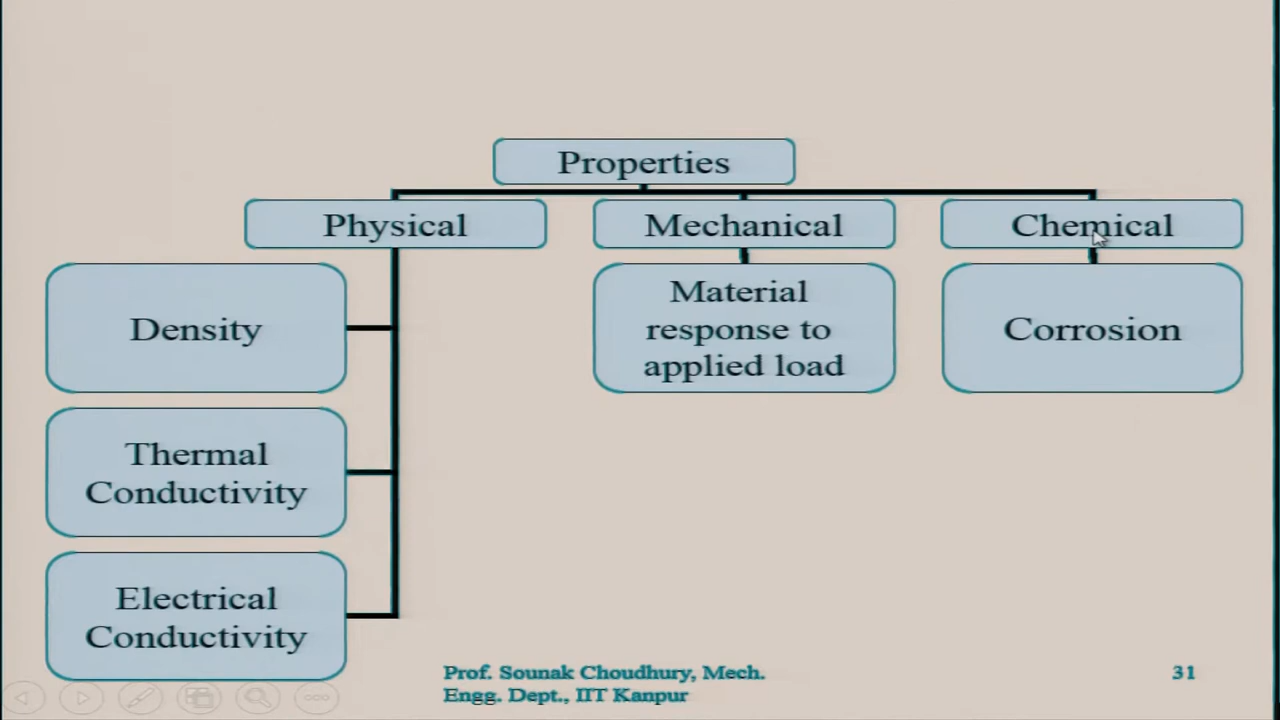 Properties
Physical
Mechanical
Chemical
Density
Material
response to
applied load
Corrosion
Thermal
Conductivity
Electrical
Conductivity
Prof. Sounak Choudhury, Mech.
Engg. Dept., IIT Kanpur
31